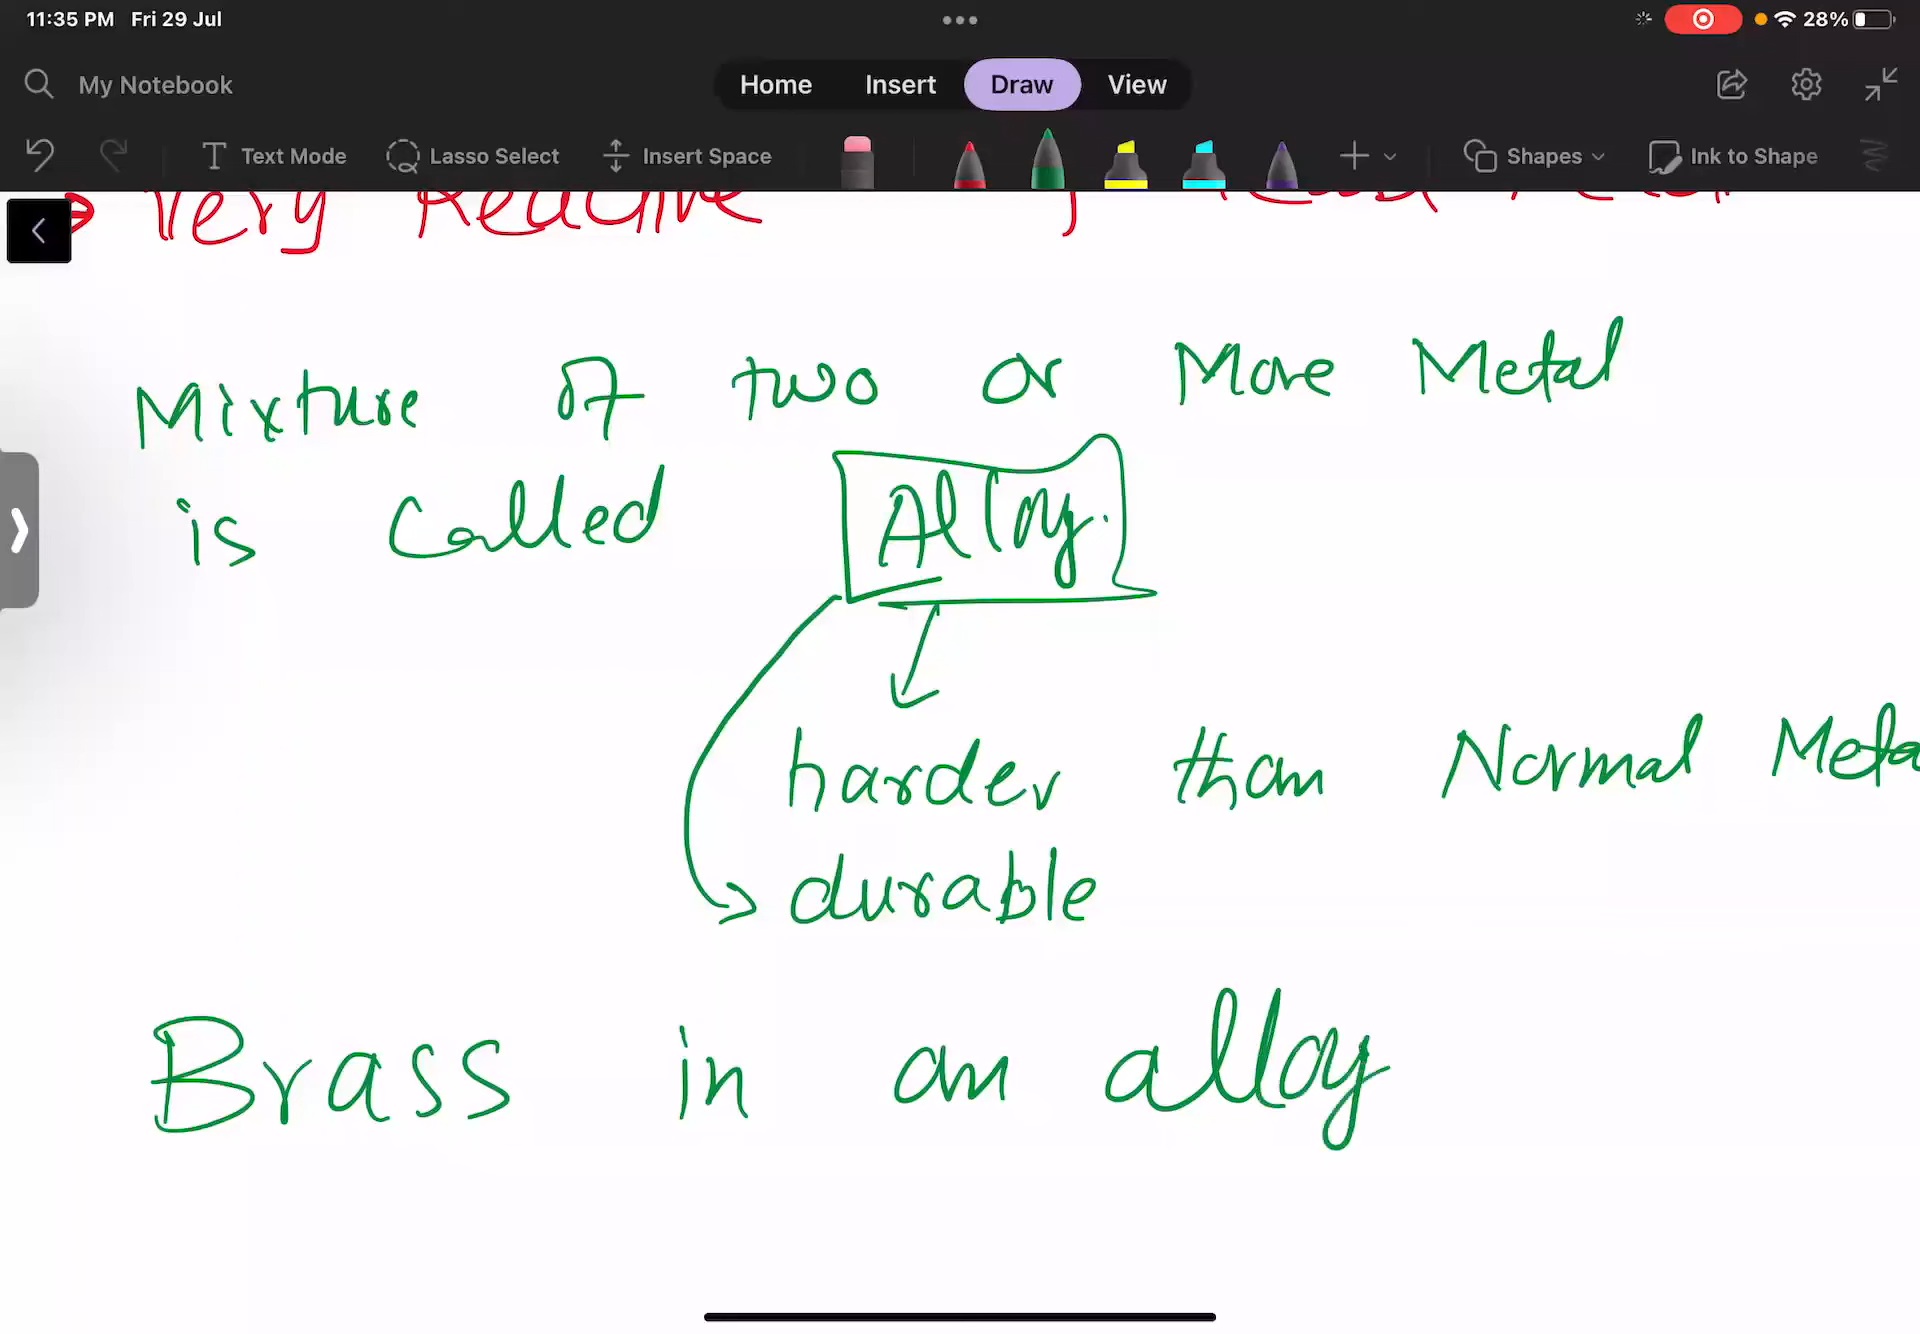 11:35 PM Fri 29 Jul
28%
My Notebook
Home Insert Draw View
Text Mode Lasso Select Insert Space Shapes Ink to Shape
Very Reactive
Mixture of two or More Metal
is Called Alloy.
harder than Normal Meta
durable
Brass in an alloy